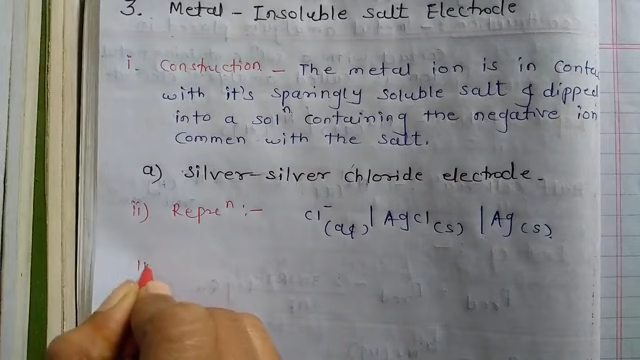 3. Metal - Insoluble salt Electrode
i. Construction - The metal ion is in conta
with it's sparingly soluble salt & dipped
into a solⁿ containing the negative ion
commen with the salt.
a) silver-silver chloride electrode.
ii) Repreⁿ :- Cl⁻(aq) | AgCl(s) | Ag(s).